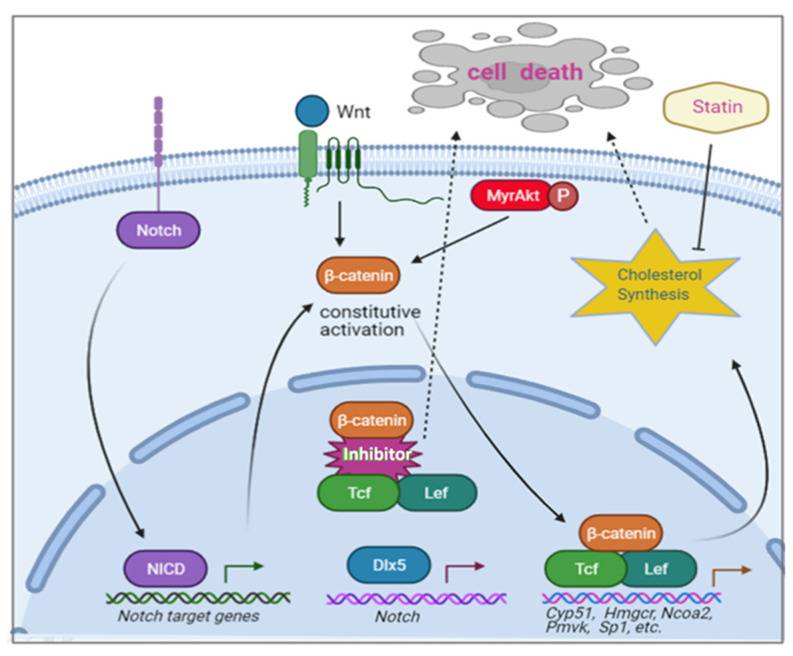 cell death
Statin
Wnt
MyrAkt
P
Notch
β-catenin
constitutive
activation
Cholesterol
Synthesis
β-catenin
Inhibitor
Tcf
Lef
β-catenin
Tcf
Lef
NICD
Dlx5
Notch target genes
Notch
Cyp51, Hmgcr, Ncoa2,
Pmvk, Sp1, etc.